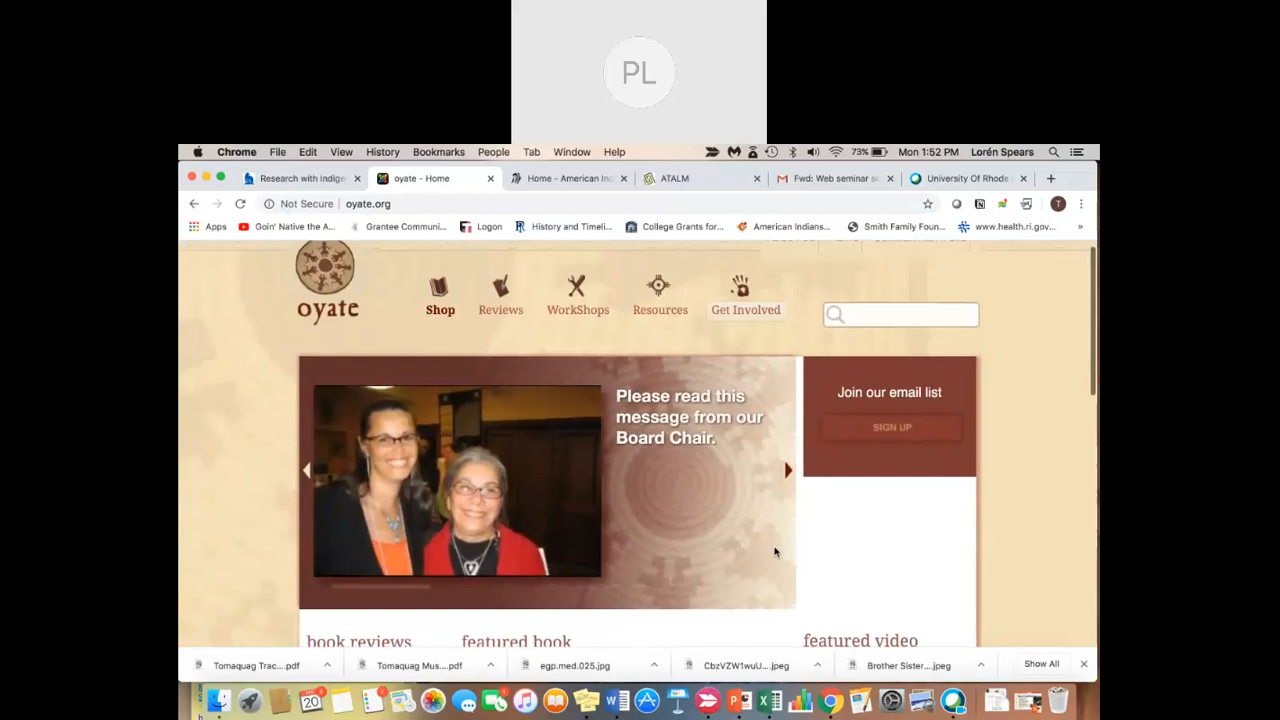 PL
Chrome File Edit View History Bookmarks People Tab Window Help 73% Mon 1:52 PM Lorén Spears
Research with Indige oyate - Home Home - American Ind ATALM Fwd: Web seminar sc University Of Rhode
Not Secure | oyate.org
Apps Goin' Native the A... Grantee Communi... Logon History and Timeli... College Grants for... American Indians... Smith Family Foun... www.health.ri.gov... »
oyate
Shop Reviews WorkShops Resources Get Involved
Please read this
message from our
Board Chair.
Join our email list
SIGN UP
book reviews featured book featured video
Tomaquag Trac....pdf Tomaquag Mus....pdf egp.med.025.jpg CbzVZW1wuU....jpeg Brother Sister....jpeg Show All
20